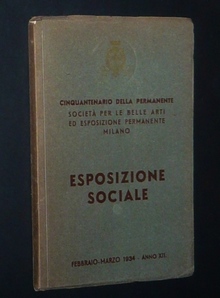 CINQUANTENARIO DELLA PERMANENTE
SOCIETÀ PER LE BELLE ARTI
ED ESPOSIZIONE PERMANENTE
MILANO
ESPOSIZIONE
SOCIALE
FEBBRAIO-MARZO 1934 - ANNO XII.